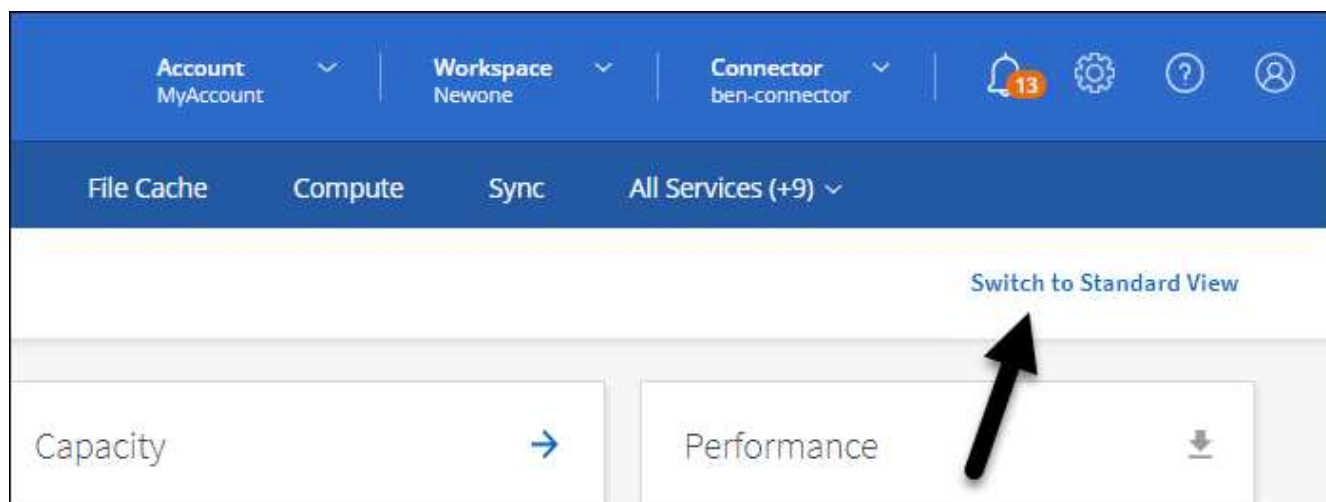 Account
MyAccount
Workspace
Newone
Connector
ben-connector
13
?
File Cache
Compute
Sync
All Services (+9)
Switch to Standard View
Capacity
Performance